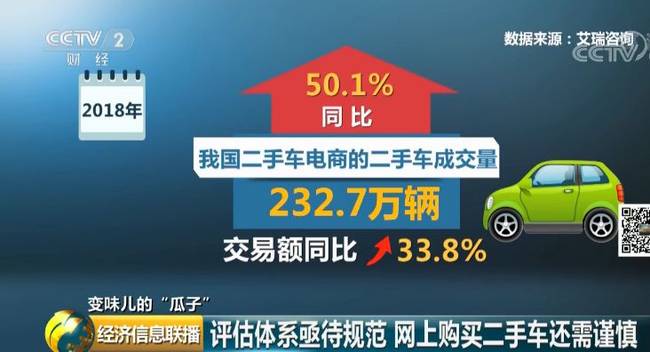 CCTV 2
财 经
数据来源：艾瑞咨询
CCTV
2018年
50.1%
同比
我国二手车电商的二手车成交量
232.7万辆
交易额同比 33.8%
变味儿的“瓜子”
经济信息联播
评估体系亟待规范 网上购买二手车还需谨慎